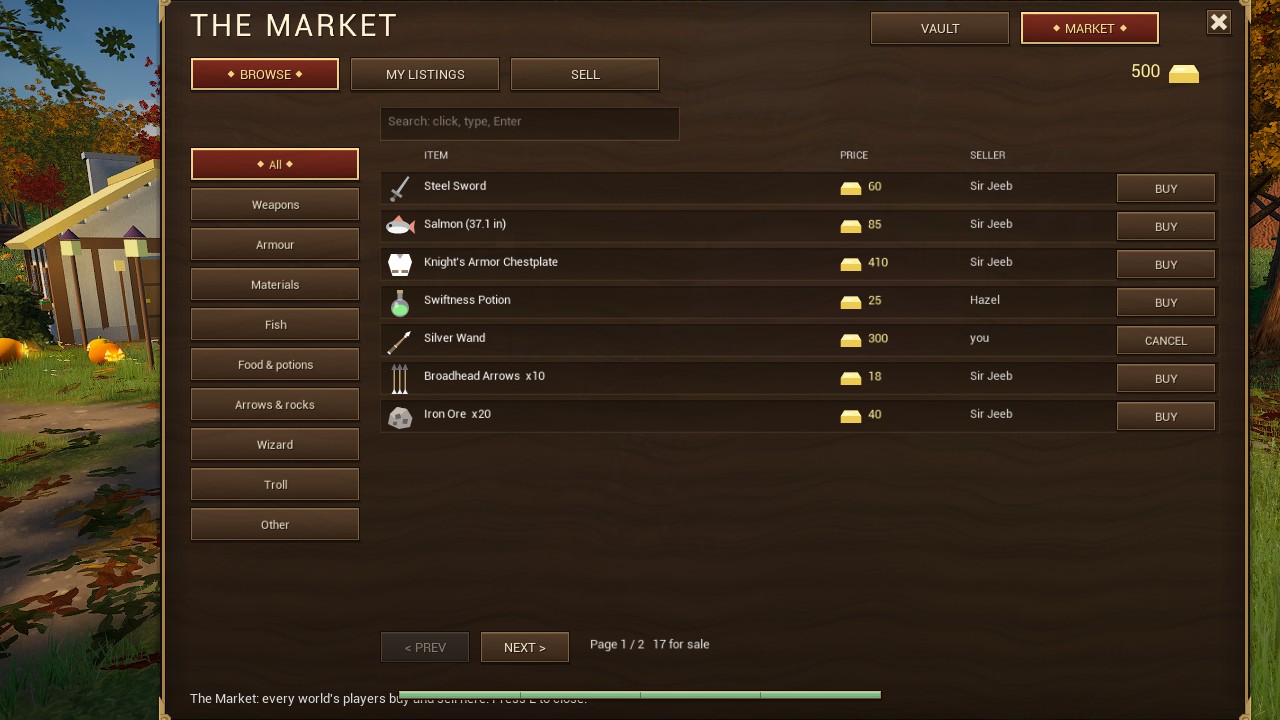 THE MARKET
VAULT
MARKET
BROWSE
MY LISTINGS
SELL
500
Search: click, type, Enter
ITEM PRICE SELLER
All
Weapons
Armour
Materials
Fish
Food & potions
Arrows & rocks
Wizard
Troll
Other
Steel Sword 60 Sir Jeeb BUY
Salmon (37.1 in) 85 Sir Jeeb BUY
Knight's Armor Chestplate 410 Sir Jeeb BUY
Swiftness Potion 25 Hazel BUY
Silver Wand 300 you CANCEL
Broadhead Arrows x10 18 Sir Jeeb BUY
Iron Ore x20 40 Sir Jeeb BUY
< PREV NEXT > Page 1 / 2 17 for sale
The Market: every world's players buy and sell here. Press E to close.